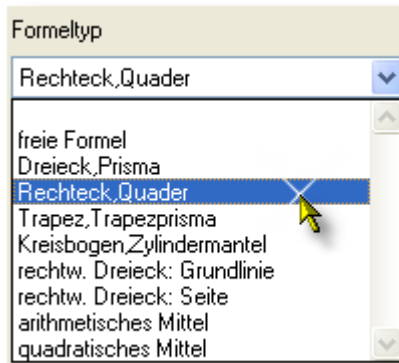 Formeltyp
Rechteck,Quader
freie Formel
Dreieck,Prisma
Rechteck,Quader
Trapez,Trapezprisma
Kreisbogen,Zylindermantel
rechtw. Dreieck: Grundlinie
rechtw. Dreieck: Seite
arithmetisches Mittel
quadratisches Mittel